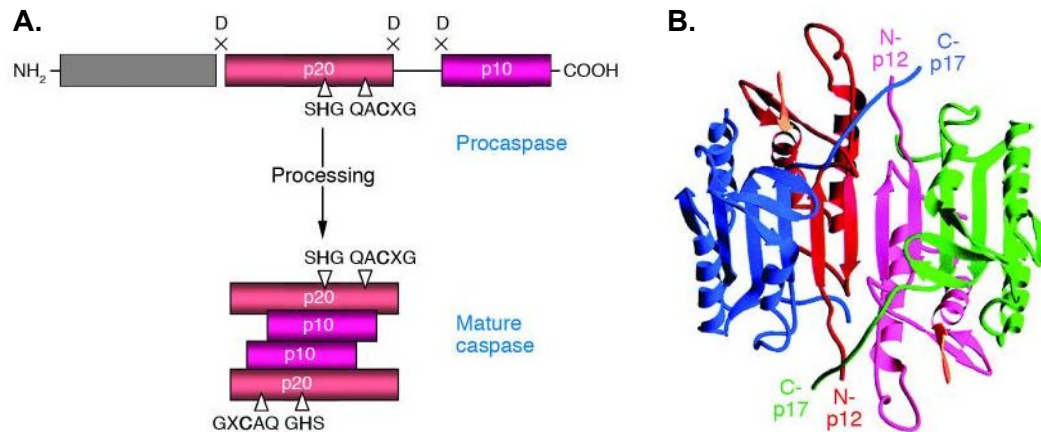 A.
D D D
NH2 p20 p10 COOH
SHG QACXG
Procaspase
Processing
SHG QACXG
p20
p10
p10
p20
Mature
caspase
GXCAQ GHS
B.
N-
p12
C-
p17
C-
p17
N-
p12